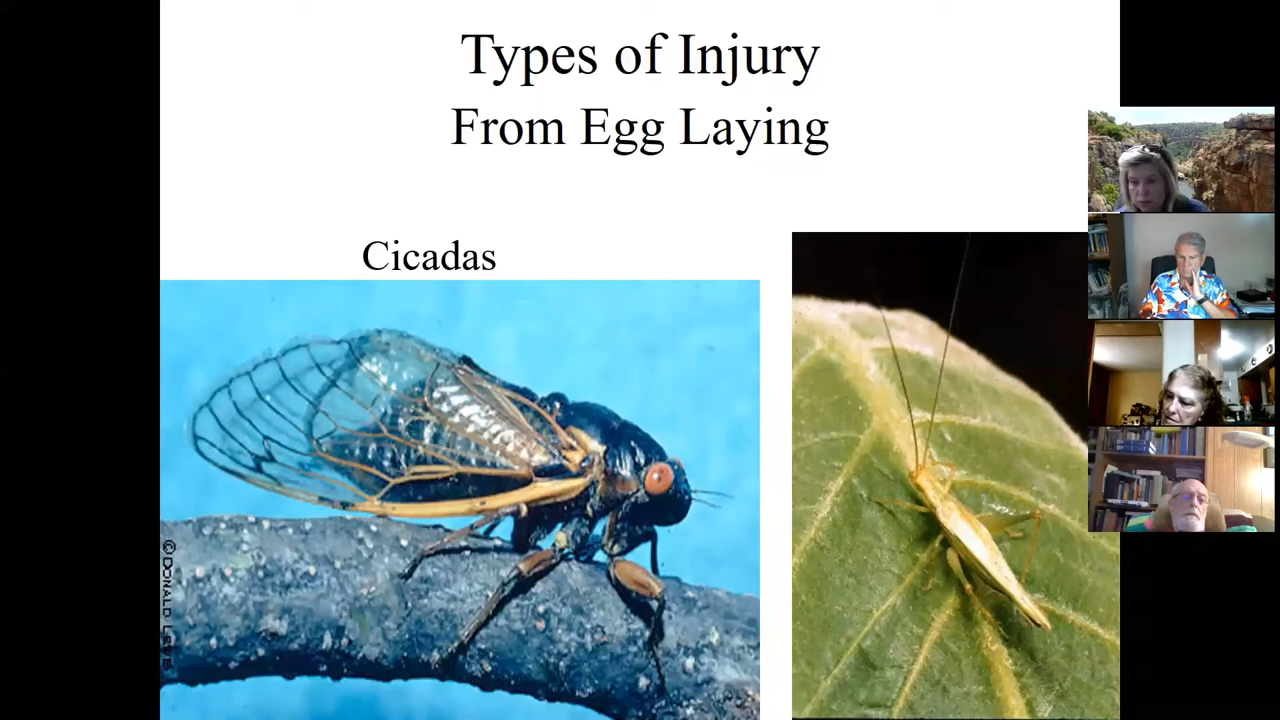 Types of Injury
From Egg Laying
Cicadas
© DONALD LEWIS